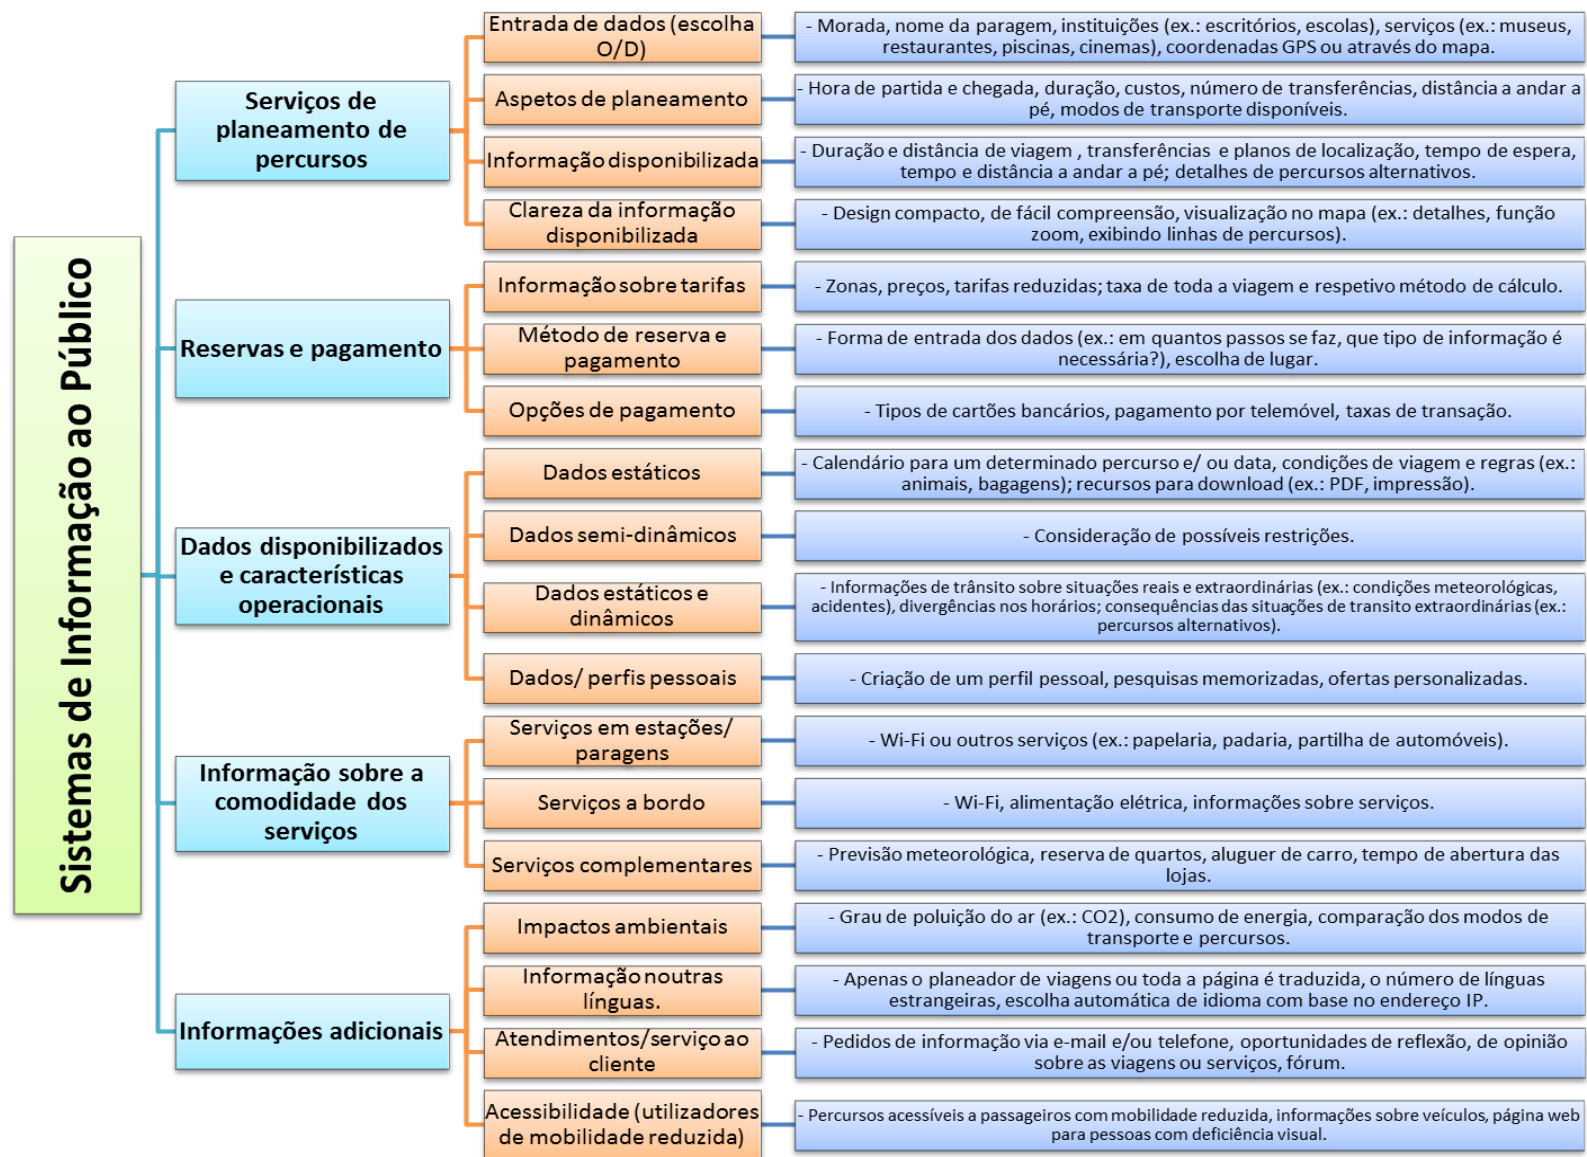 Sistemas de Informação ao Público
Serviços de
planeamento de
percursos
Entrada de dados (escolha
O/D)
- Morada, nome da paragem, instituições (ex.: escritórios, escolas), serviços (ex.: museus,
restaurantes, piscinas, cinemas), coordenadas GPS ou através do mapa.
Aspetos de planeamento
- Hora de partida e chegada, duração, custos, número de transferências, distância a andar a
pé, modos de transporte disponíveis.
Informação disponibilizada
- Duração e distância de viagem , transferências e planos de localização, tempo de espera,
tempo e distância a andar a pé; detalhes de percursos alternativos.
Clareza da informação
disponibilizada
- Design compacto, de fácil compreensão, visualização no mapa (ex.: detalhes, função
zoom, exibindo linhas de percursos).
Reservas e pagamento
Informação sobre tarifas
- Zonas, preços, tarifas reduzidas; taxa de toda a viagem e respetivo método de cálculo.
Método de reserva e
pagamento
- Forma de entrada dos dados (ex.: em quantos passos se faz, que tipo de informação é
necessária?), escolha de lugar.
Opções de pagamento
- Tipos de cartões bancários, pagamento por telemóvel, taxas de transação.
Dados disponibilizados
e características
operacionais
Dados estáticos
- Calendário para um determinado percurso e/ ou data, condições de viagem e regras (ex.:
animais, bagagens); recursos para download (ex.: PDF, impressão).
Dados semi-dinâmicos
- Consideração de possíveis restrições.
Dados estáticos e
dinâmicos
- Informações de trânsito sobre situações reais e extraordinárias (ex.: condições meteorológicas,
acidentes), divergências nos horários; consequências das situações de transito extraordinárias (ex.:
percursos alternativos).
Dados/ perfis pessoais
- Criação de um perfil pessoal, pesquisas memorizadas, ofertas personalizadas.
Informação sobre a
comodidade dos
serviços
Serviços em estações/
paragens
- Wi-Fi ou outros serviços (ex.: papelaria, padaria, partilha de automóveis).
Serviços a bordo
- Wi-Fi, alimentação elétrica, informações sobre serviços.
Serviços complementares
- Previsão meteorológica, reserva de quartos, aluguer de carro, tempo de abertura das
lojas.
Informações adicionais
Impactos ambientais
- Grau de poluição do ar (ex.: CO2), consumo de energia, comparação dos modos de
transporte e percursos.
Informação noutras
línguas.
- Apenas o planeador de viagens ou toda a página é traduzida, o número de línguas
estrangeiras, escolha automática de idioma com base no endereço IP.
Atendimentos/serviço ao
cliente
- Pedidos de informação via e-mail e/ou telefone, oportunidades de reflexão, de opinião
sobre as viagens ou serviços, fórum.
Acessibilidade (utilizadores
de mobilidade reduzida)
- Percursos acessíveis a passageiros com mobilidade reduzida, informações sobre veículos, página web
para pessoas com deficiência visual.